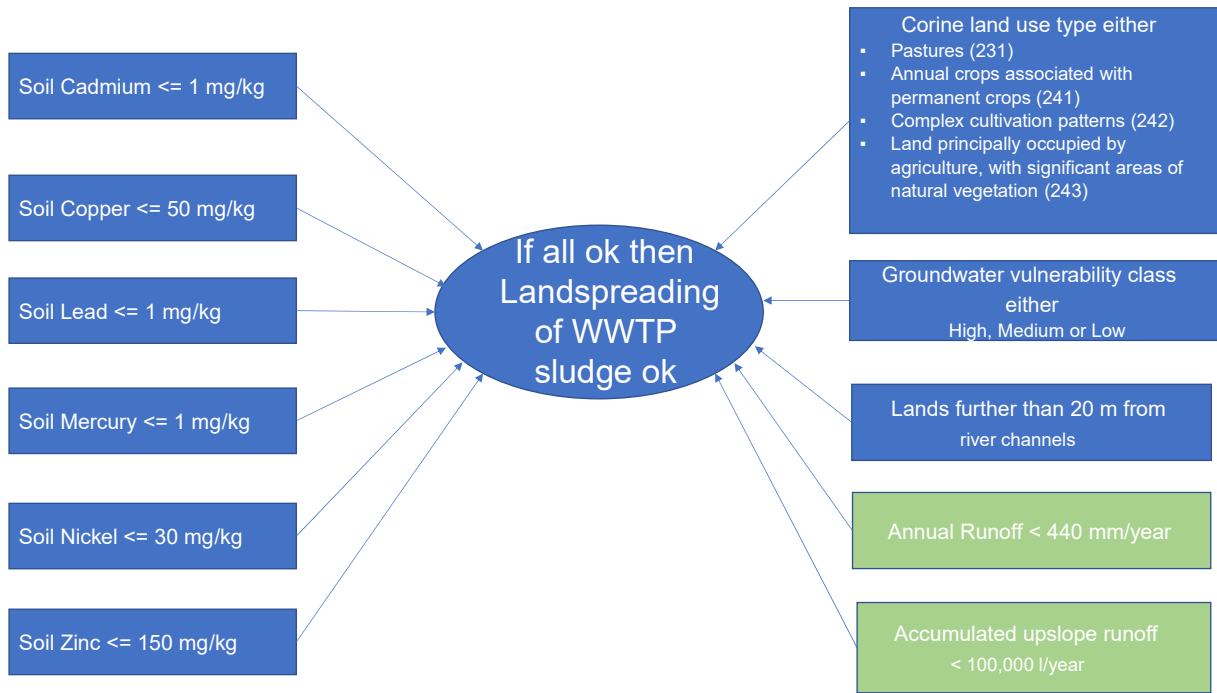 Soil Cadmium <= 1 mg/kg
Soil Copper <= 50 mg/kg
Soil Lead <= 1 mg/kg
Soil Mercury <= 1 mg/kg
Soil Nickel <= 30 mg/kg
Soil Zinc <= 150 mg/kg
If all ok then
Landspreading
of WWTP
sludge ok
Corine land use type either
▪ Pastures (231)
▪ Annual crops associated with
permanent crops (241)
▪ Complex cultivation patterns (242)
▪ Land principally occupied by
agriculture, with significant areas of
natural vegetation (243)
Groundwater vulnerability class
either
High, Medium or Low
Lands further than 20 m from
river channels
Annual Runoff < 440 mm/year
Accumulated upslope runoff
< 100,000 l/year